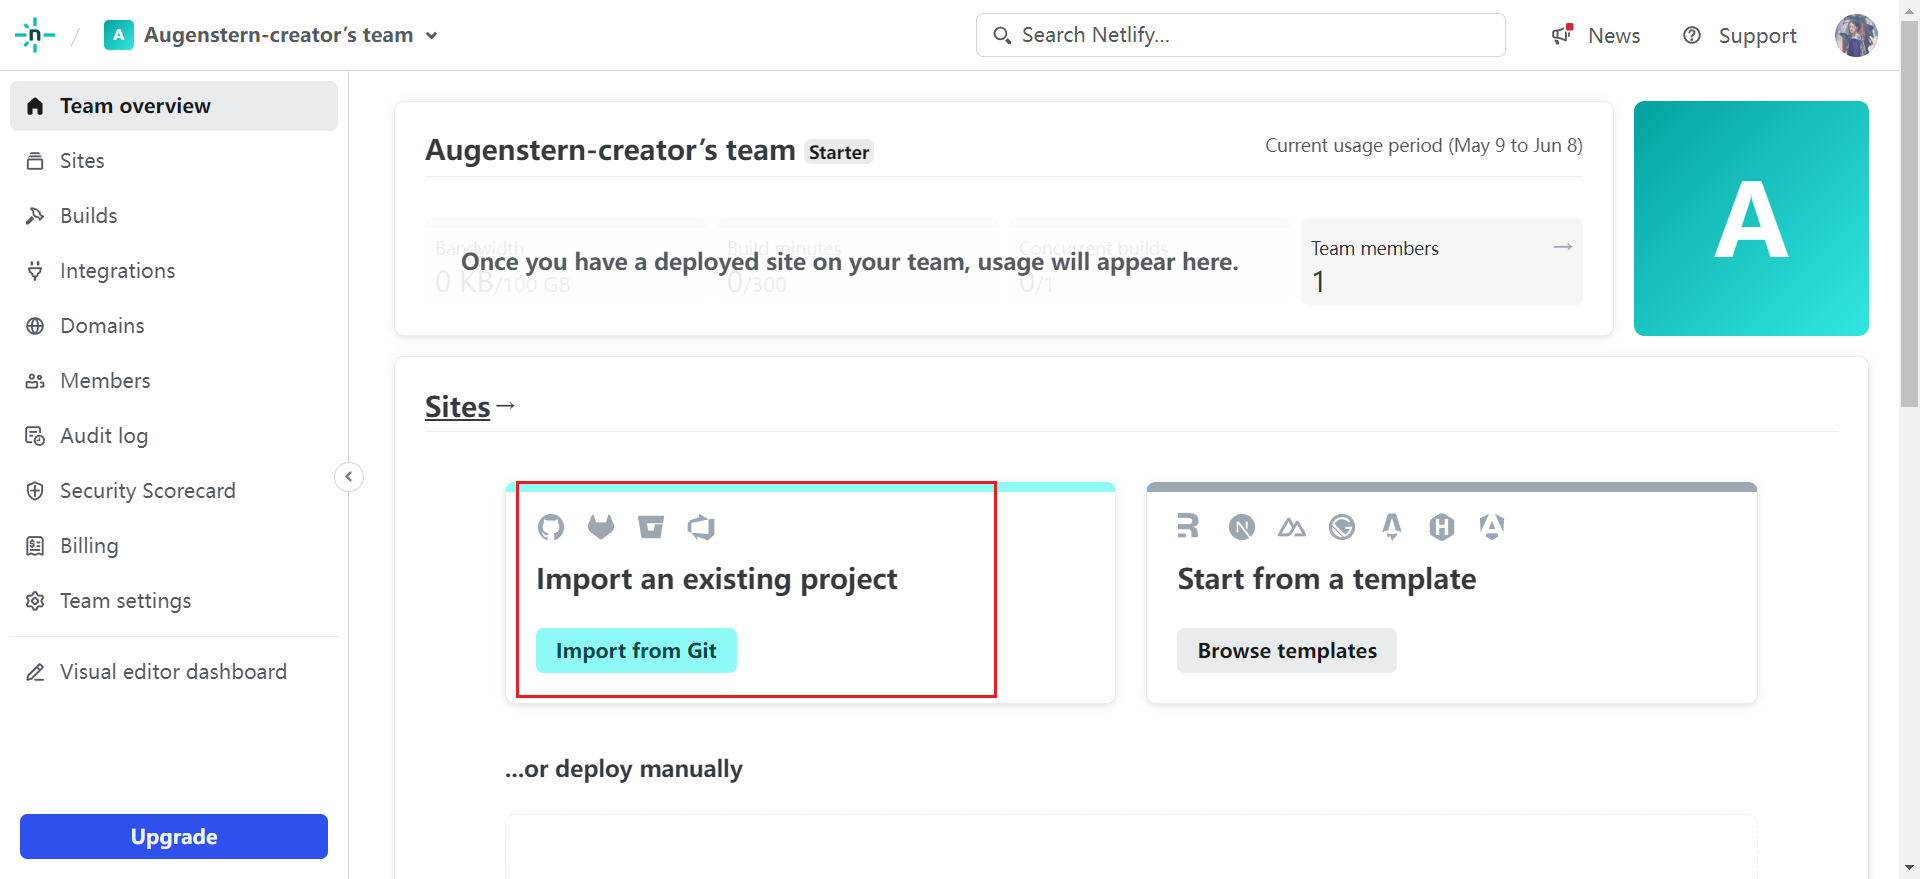 n / A Augenstern-creator’s team
Search Netlify...
News
Support
Team overview
Sites
Builds
Integrations
Domains
Members
Audit log
Security Scorecard
Billing
Team settings
Visual editor dashboard
Upgrade
Augenstern-creator’s team Starter
Current usage period (May 9 to Jun 8)
Bandwidth
0 KB/100 GB
Build minutes
0/300
Concurrent builds
0/1
Once you have a deployed site on your team, usage will appear here.
Team members →
1
A
Sites→
Import an existing project
Import from Git
Start from a template
Browse templates
...or deploy manually